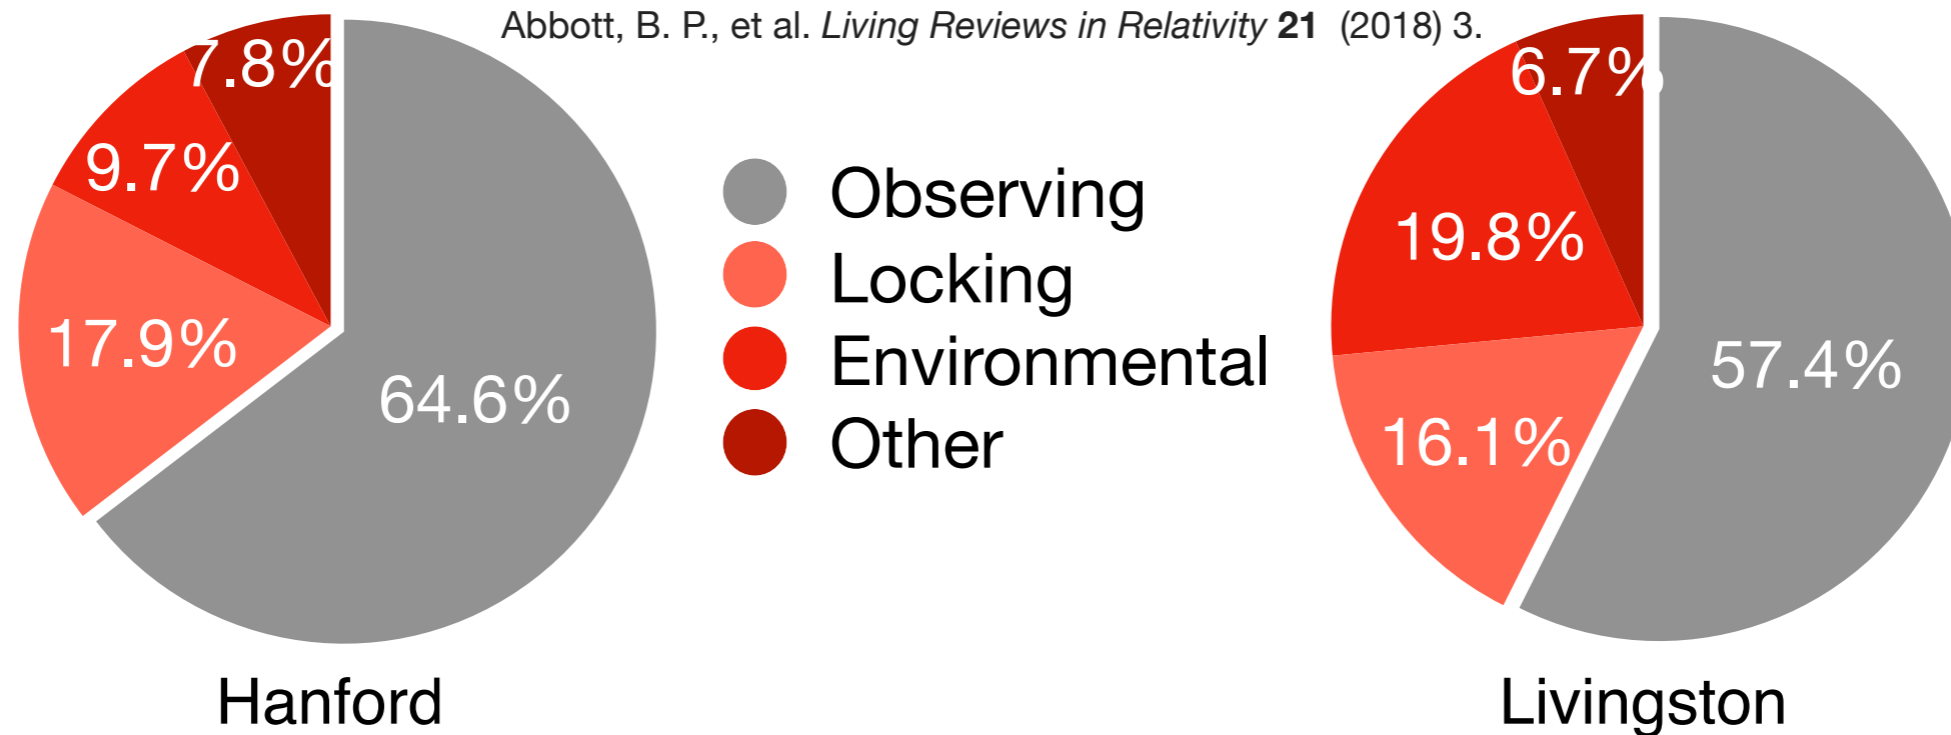 Abbott, B. P., et al. Living Reviews in Relativity 21 (2018) 3.
7.8%
9.7%
17.9%
64.6%
Hanford
Observing
Locking
Environmental
Other
6.7%
19.8%
57.4%
16.1%
Livingston